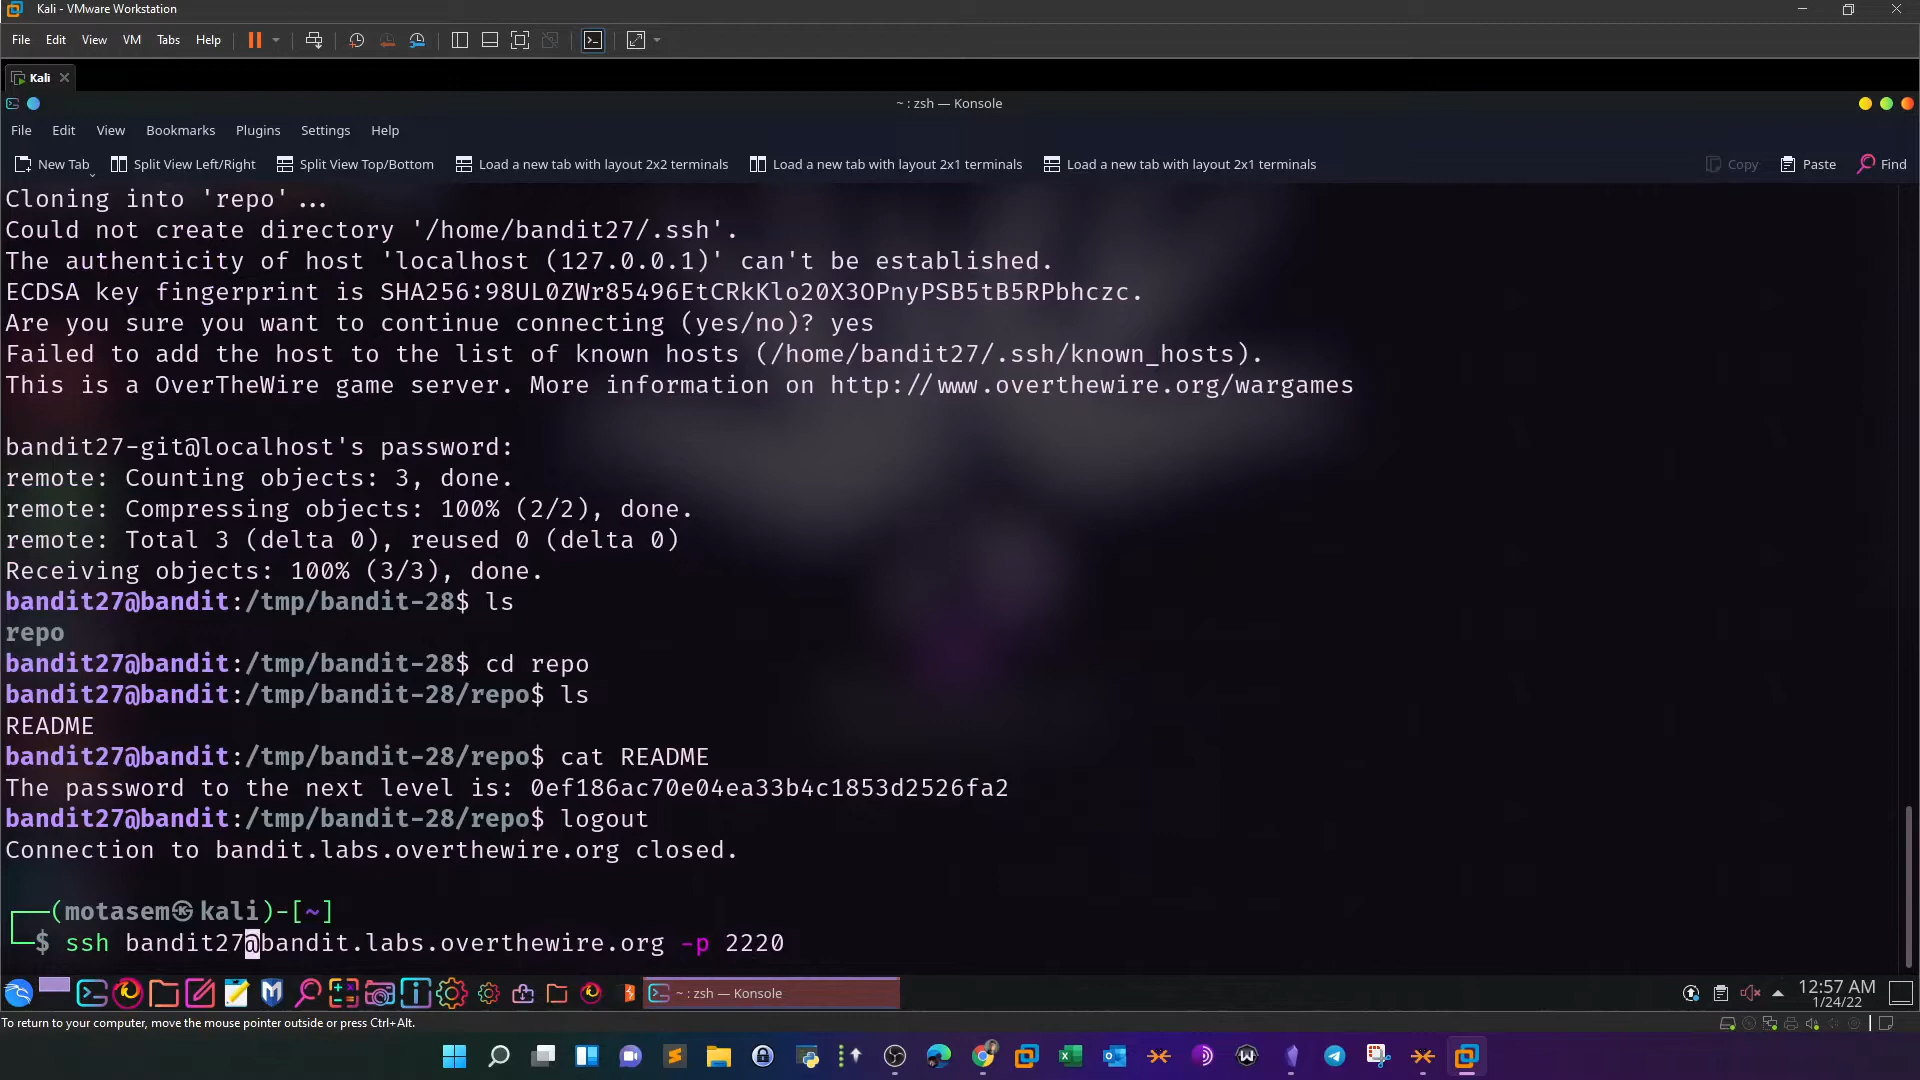 Kali - VMware Workstation
File Edit View VM Tabs Help
Kali
~ : zsh — Konsole
File Edit View Bookmarks Plugins Settings Help
New Tab Split View Left/Right Split View Top/Bottom Load a new tab with layout 2x2 terminals Load a new tab with layout 2x1 terminals Load a new tab with layout 2x1 terminals Copy Paste Find
Cloning into 'repo'...
Could not create directory '/home/bandit27/.ssh'.
The authenticity of host 'localhost (127.0.0.1)' can't be established.
ECDSA key fingerprint is SHA256:98UL0ZWr85496EtCRkKlo20X3OPnyPSB5tB5RPbhczc.
Are you sure you want to continue connecting (yes/no)? yes
Failed to add the host to the list of known hosts (/home/bandit27/.ssh/known_hosts).
This is a OverTheWire game server. More information on http://www.overthewire.org/wargames
bandit27-git@localhost's password:
remote: Counting objects: 3, done.
remote: Compressing objects: 100% (2/2), done.
remote: Total 3 (delta 0), reused 0 (delta 0)
Receiving objects: 100% (3/3), done.
bandit27@bandit:/tmp/bandit-28$ ls
repo
bandit27@bandit:/tmp/bandit-28$ cd repo
bandit27@bandit:/tmp/bandit-28/repo$ ls
README
bandit27@bandit:/tmp/bandit-28/repo$ cat README
The password to the next level is: 0ef186ac70e04ea33b4c1853d2526fa2
bandit27@bandit:/tmp/bandit-28/repo$ logout
Connection to bandit.labs.overthewire.org closed.
┌──(motasem㉿kali)-[~]
└─$ ssh bandit27@bandit.labs.overthewire.org -p 2220
~ : zsh — Konsole
12:57 AM
1/24/22
To return to your computer, move the mouse pointer outside or press Ctrl+Alt.